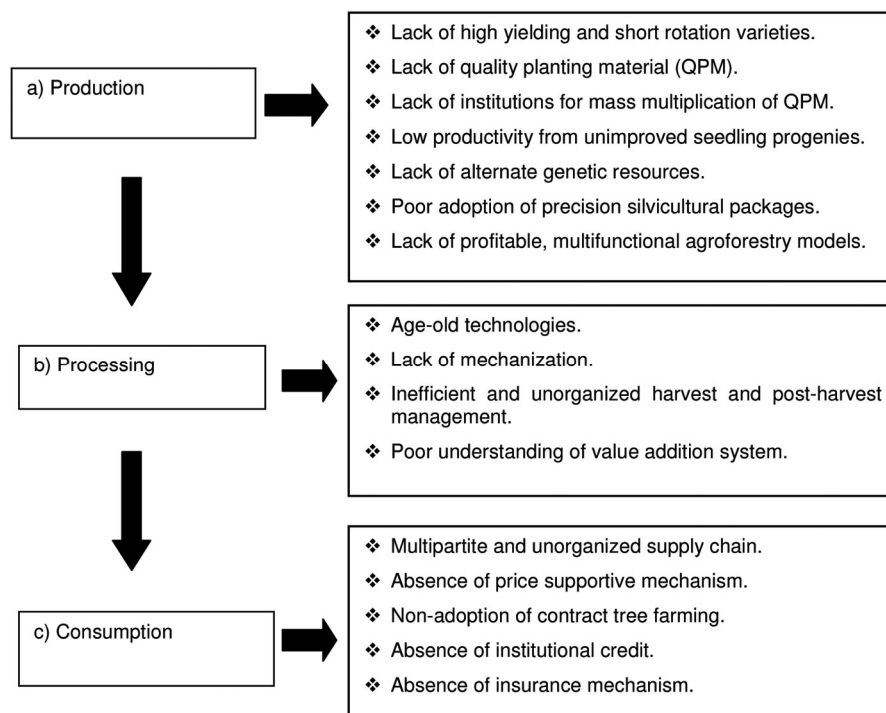 a) Production
❖ Lack of high yielding and short rotation varieties.
❖ Lack of quality planting material (QPM).
❖ Lack of institutions for mass multiplication of QPM.
❖ Low productivity from unimproved seedling progenies.
❖ Lack of alternate genetic resources.
❖ Poor adoption of precision silvicultural packages.
❖ Lack of profitable, multifunctional agroforestry models.
b) Processing
❖ Age-old technologies.
❖ Lack of mechanization.
❖ Inefficient and unorganized harvest and post-harvest
management.
❖ Poor understanding of value addition system.
c) Consumption
❖ Multipartite and unorganized supply chain.
❖ Absence of price supportive mechanism.
❖ Non-adoption of contract tree farming.
❖ Absence of institutional credit.
❖ Absence of insurance mechanism.